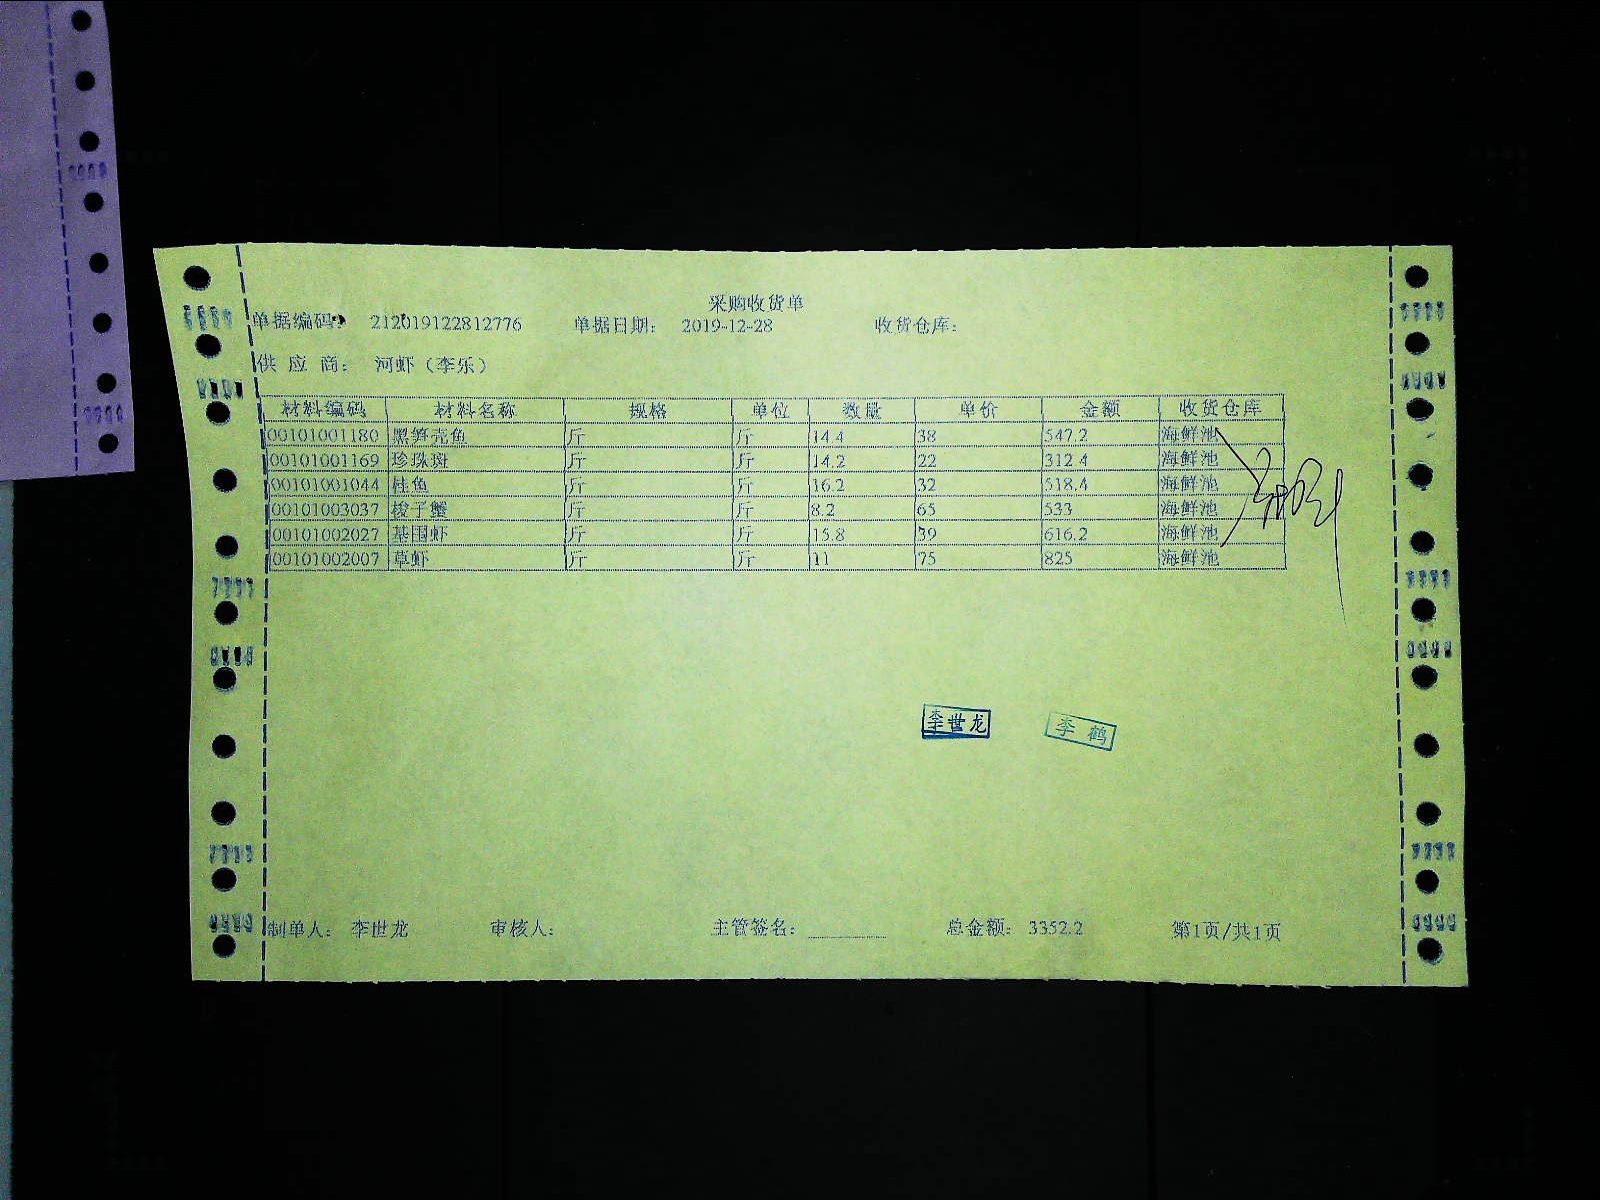 采购收货单
单据编码: 212019122812776 单据日期: 2019-12-28 收货仓库:
供应商: 河虾（李乐）
材料编码 材料名称 规格 单位 数量 单价 金额 收货仓库
00101001180 黑笋壳鱼 斤 斤 14.4 38 547.2 海鲜池
00101001169 珍珠斑 斤 斤 14.2 22 312.4 海鲜池
00101001044 桂鱼 斤 斤 16.2 32 518.4 海鲜池
00101003037 梭子蟹 斤 斤 8.2 65 533 海鲜池
00101002027 基围虾 斤 斤 15.8 39 616.2 海鲜池
00101002007 草虾 斤 斤 11 75 825 海鲜池
李世龙 李鹤
制单人: 李世龙 审核人: 主管签名: 总金额: 3352.2 第1页/共1页